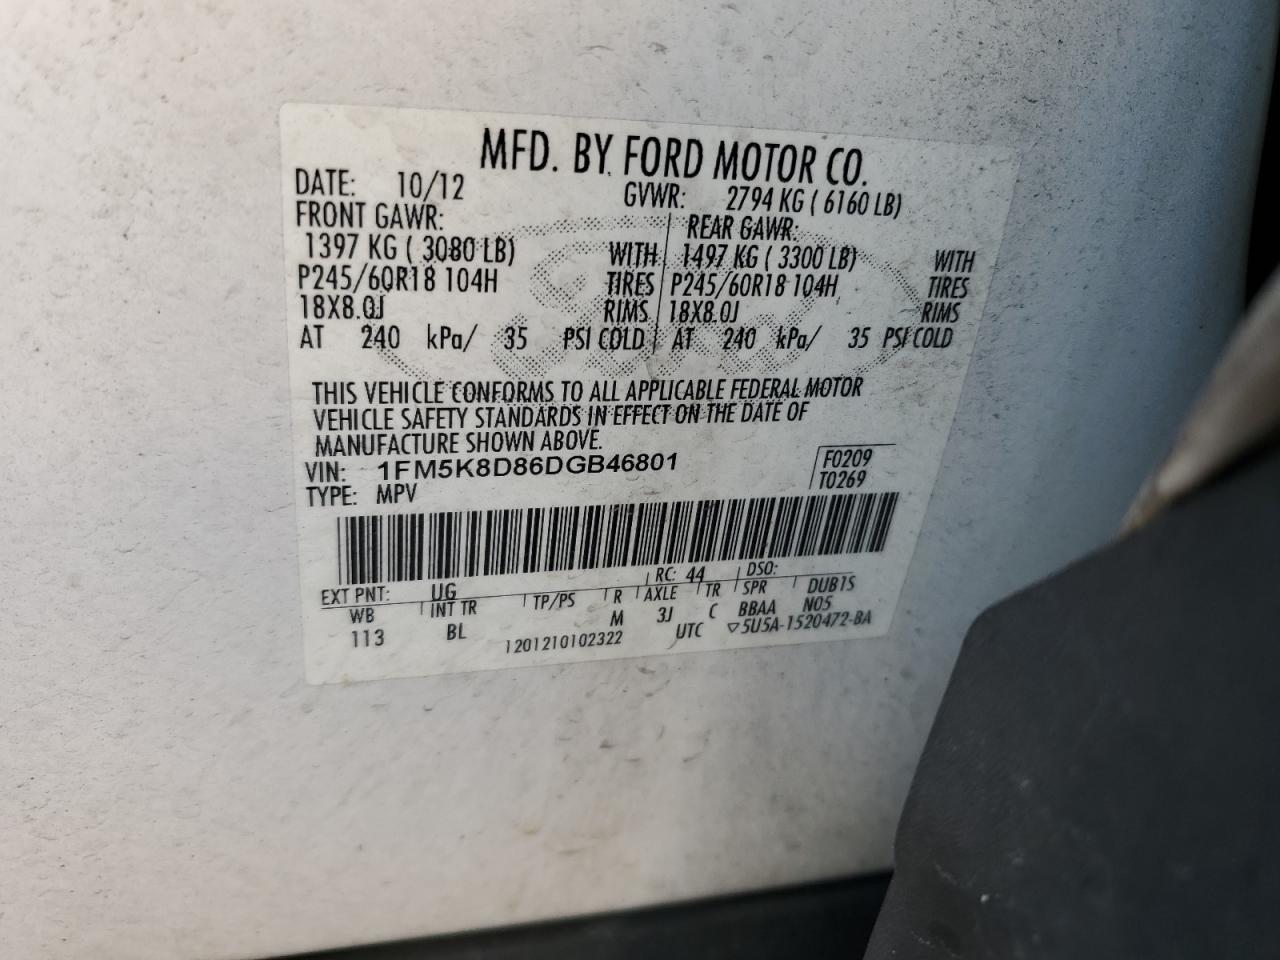 MFD. BY FORD MOTOR CO.
DATE: 10/12 GVWR: 2794 KG ( 6160 LB)
FRONT GAWR: REAR GAWR:
1397 KG ( 3080 LB) WITH 1497 KG ( 3300 LB) WITH
P245/60R18 104H TIRES P245/60R18 104H TIRES
18X8.0J RIMS 18X8.0J RIMS
AT 240 kPa/ 35 PSI COLD AT 240 kPa/ 35 PSI COLD
THIS VEHICLE CONFORMS TO ALL APPLICABLE FEDERAL MOTOR
VEHICLE SAFETY STANDARDS IN EFFECT ON THE DATE OF
MANUFACTURE SHOWN ABOVE.
VIN: 1FM5K8D86DGB46801 F0209
TYPE: MPV T0269
EXT PNT: UG RC: 44 DSO:
WB INT TR TP/PS R AXLE TR SPR DUB1S
113 BL M 3J C BBAA N05
1201210102322 UTC ▽5U5A-1520472-BA